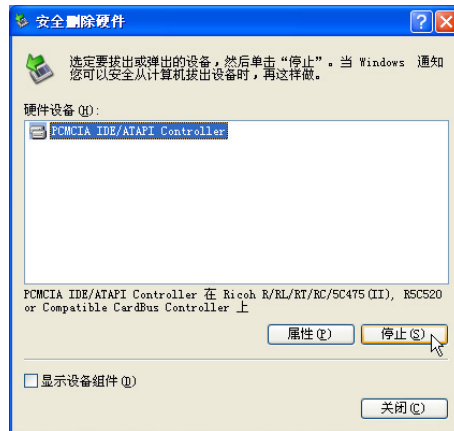 安全删除硬件
选定要拔出或弹出的设备，然后单击“停止”。当 Windows 通知
您可以安全从计算机拔出设备时，再这样做。
硬件设备(H):
PCMCIA IDE/ATAPI Controller
PCMCIA IDE/ATAPI Controller 在 Ricoh R/RL/RT/RC/5C475(II), R5C520
or Compatible CardBus Controller 上
属性(P)
停止(S)
显示设备组件(D)
关闭(C)